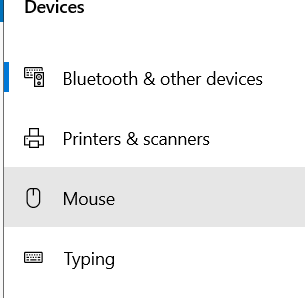 Devices
Bluetooth & other devices
Printers & scanners
Mouse
Typing